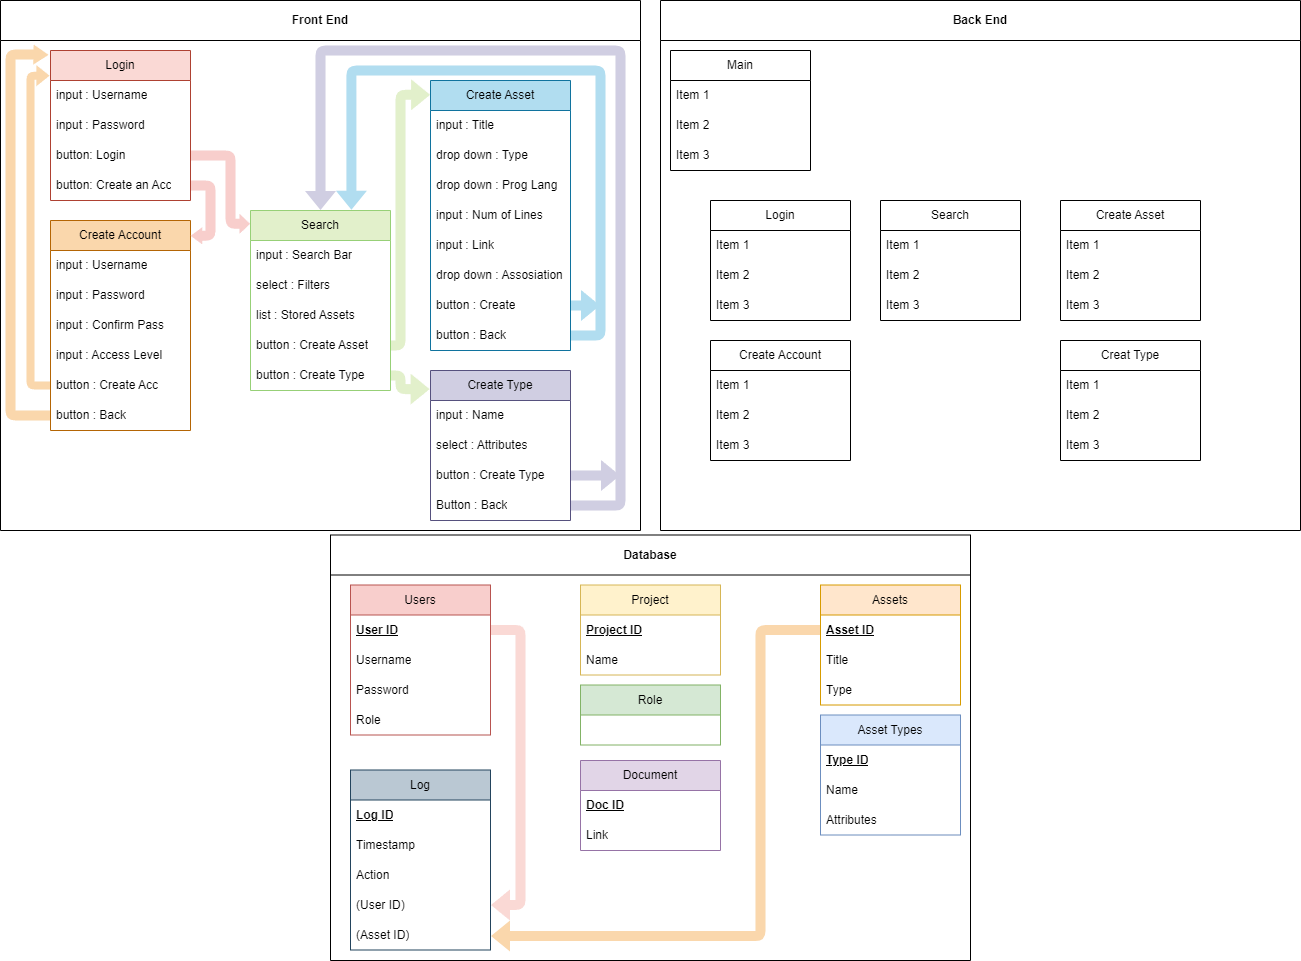 Front End
Login
input : Username
input : Password
button: Login
button: Create an Acc
Create Account
input : Username
input : Password
input : Confirm Pass
input : Access Level
button : Create Acc
button : Back
Search
input : Search Bar
select : Filters
list : Stored Assets
button : Create Asset
button : Create Type
Create Asset
input : Title
drop down : Type
drop down : Prog Lang
input : Num of Lines
input : Link
drop down : Assosiation
button : Create
button : Back
Create Type
input : Name
select : Attributes
button : Create Type
Button : Back
Back End
Main
Item 1
Item 2
Item 3
Login
Item 1
Item 2
Item 3
Search
Item 1
Item 2
Item 3
Create Asset
Item 1
Item 2
Item 3
Create Account
Item 1
Item 2
Item 3
Creat Type
Item 1
Item 2
Item 3
Database
Users
User ID
Username
Password
Role
Log
Log ID
Timestamp
Action
(User ID)
(Asset ID)
Project
Project ID
Name
Role
Document
Doc ID
Link
Assets
Asset ID
Title
Type
Asset Types
Type ID
Name
Attributes